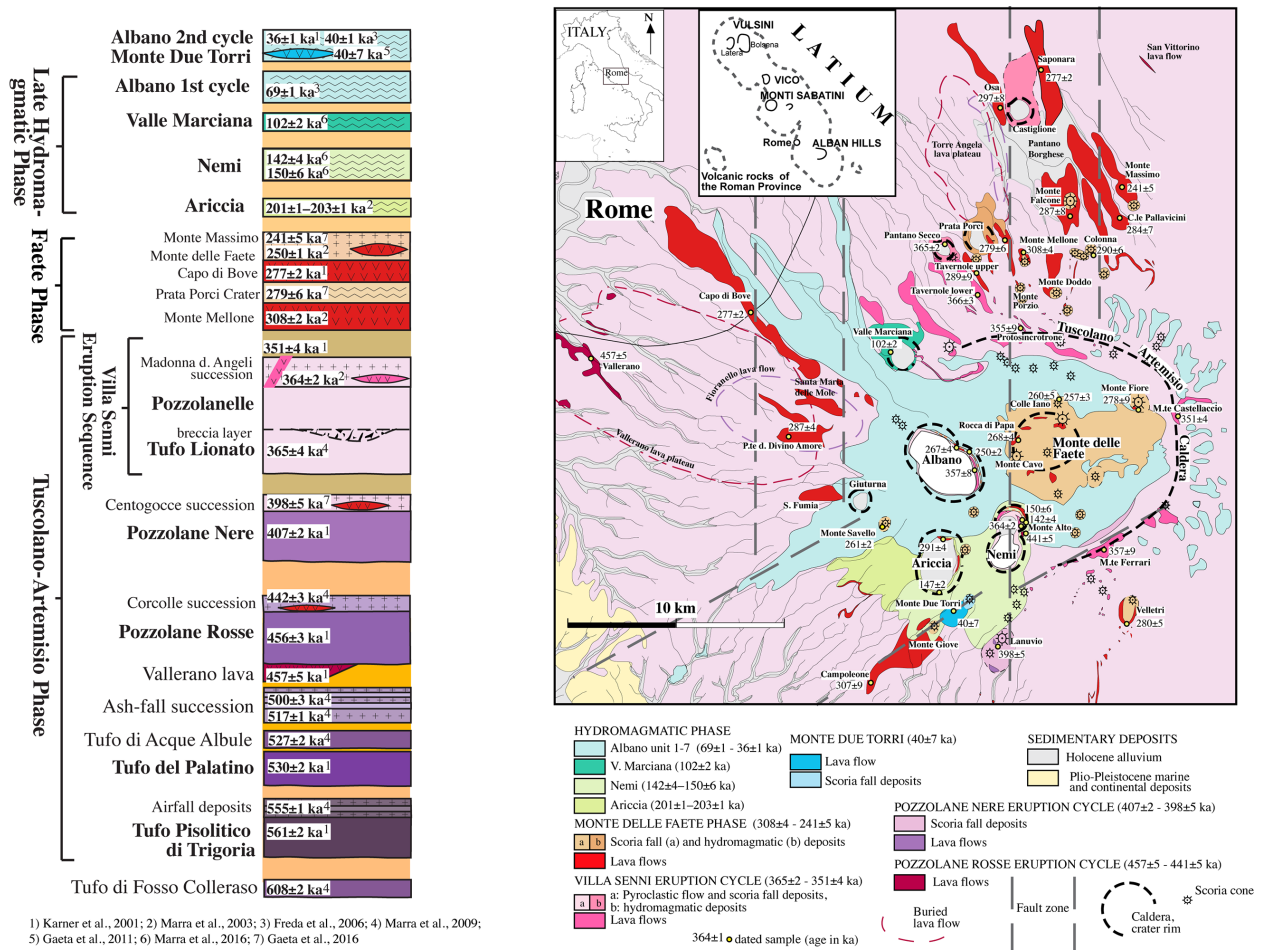 Albano 2nd cycle
36±1 ka1 40±1 ka3
Monte Due Torri
40±7 ka5
Albano 1st cycle
69±1 ka3
Valle Marciana
102±2 ka6
Nemi
142±4 ka6
150±6 ka6
Ariccia
201±1–203±1 ka2
Late Hydroma-
gmatic Phase
Monte Massimo
241±5 ka7
Monte delle Faete
250±1 ka2
Capo di Bove
277±2 ka1
Prata Porci Crater
279±6 ka7
Monte Mellone
308±2 ka2
Faete Phase
351±4 ka1
Madonna d. Angeli
succession
364±2 ka2
Pozzolanelle
breccia layer
Tufo Lionato
365±4 ka4
Villa Senni
Eruption Sequence
Centogocce succession
398±5 ka7
Pozzolane Nere
407±2 ka1
Corcolle succession
442±3 ka4
Pozzolane Rosse
456±3 ka1
Vallerano lava
457±5 ka1
Ash-fall succession
500±3 ka4
517±1 ka4
Tufo di Acque Albule
527±2 ka4
Tufo del Palatino
530±2 ka1
Airfall deposits
555±1 ka4
Tufo Pisolitico
di Trigoria
561±2 ka1
Tufo di Fosso Colleraso
608±2 ka4
Tuscolano-Artemisio Phase
1) Karner et al., 2001; 2) Marra et al., 2003; 3) Freda et al., 2006; 4) Marra et al., 2009;
5) Gaeta et al., 2011; 6) Marra et al., 2016; 7) Gaeta et al., 2016
ITALY
N
Rome
VULSINI
Latera
Bolsena
VICO
MONTI SABATINI
Rome
ALBAN HILLS
LATIUM
Volcanic rocks of
the Roman Province
San Vittorino
lava flow
Saponara
277±2
Osa
297±8
Castiglione
Torre Angela
lava plateau
Pantano
Borghese
Monte
Massimo
241±5
Monte
Falcone
287±8
C.le Pallavicini
284±7
Rome
Prata Porci
279±6
Pantano Secco
365±2
Monte Mellone
308±4
Colonna
290±6
Tavernole upper
289±9
Tavernole lower
366±3
Monte Doddo
Monte
Porzio
Capo di Bove
277±2
355±9
Protosincrotrone
Tuscolano
Artemisio
Caldera
Valle Marciana
102±2
457±5
Vallerano
Fioranello lava flow
Santa Maria
delle Mole
260±5
257±3
Colle Iano
Monte Fiore
278±9
M.te Castellaccio
351±4
Rocca di Papa
268±4
Monte delle
Faete
Monte Cavo
287±4
P.te d. Divino Amore
Vallerano lava plateau
267±4
250±2
Albano
357±8
Giuturna
S. Fumia
Monte Savello
261±2
150±6
142±4
364±2
Monte Alto
441±5
Nemi
291±4
Ariccia
147±2
357±9
M.te Ferrari
10 km
Monte Due Torri
40±7
Velletri
280±5
Monte Giove
Lanuvio
398±5
Campoleone
307±9
HYDROMAGMATIC PHASE
Albano unit 1-7 (69±1 - 36±1 ka)
V. Marciana (102±2 ka)
Nemi (142±4–150±6 ka)
Ariccia (201±1–203±1 ka)
MONTE DELLE FAETE PHASE (308±4 - 241±5 ka)
a b Scoria fall (a) and hydromagmatic (b) deposits
Lava flows
VILLA SENNI ERUPTION CYCLE (365±2 - 351±4 ka)
a b a: Pyroclastic flow and scoria fall deposits,
b: hydromagmatic deposits
Lava flows
364±1 dated sample (age in ka)
MONTE DUE TORRI (40±7 ka)
Lava flow
Scoria fall deposits
SEDIMENTARY DEPOSITS
Holocene alluvium
Plio-Pleistocene marine
and continental deposits
POZZOLANE NERE ERUPTION CYCLE (407±2 - 398±5 ka)
Scoria fall deposits
Lava flows
POZZOLANE ROSSE ERUPTION CYCLE (457±5 - 441±5 ka)
Lava flows
Buried
lava flow
Fault zone
Caldera,
crater rim
Scoria cone